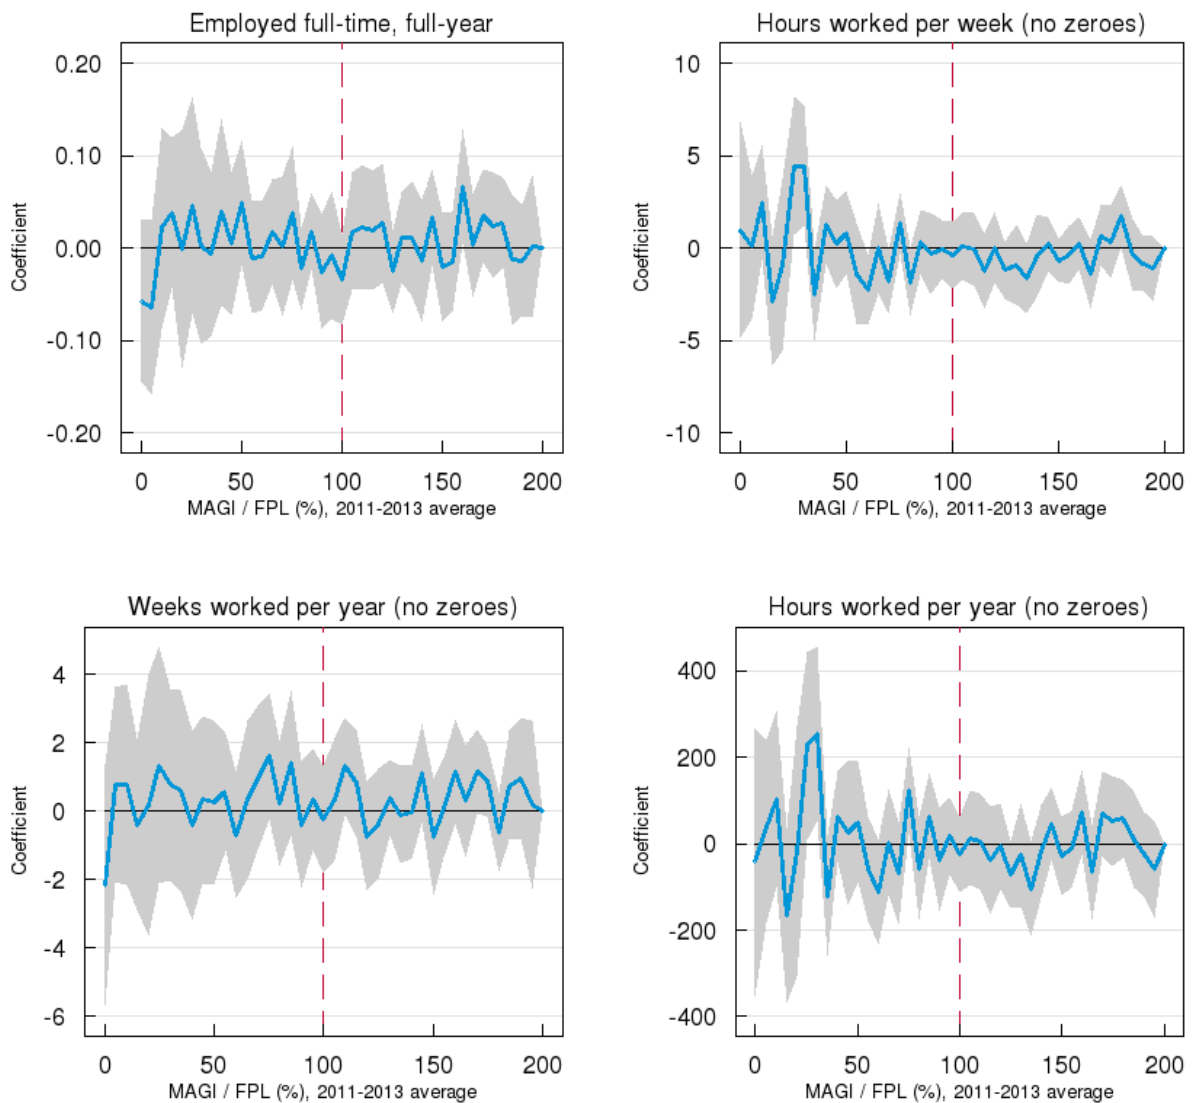 Employed full-time, full-year
0.20
0.10
0.00
-0.10
-0.20
Coefficient
0 50 100 150 200
MAGI / FPL (%), 2011-2013 average
Hours worked per week (no zeroes)
10
5
0
-5
-10
Coefficient
0 50 100 150 200
MAGI / FPL (%), 2011-2013 average
Weeks worked per year (no zeroes)
4
2
0
-2
-4
-6
Coefficient
0 50 100 150 200
MAGI / FPL (%), 2011-2013 average
Hours worked per year (no zeroes)
400
200
0
-200
-400
Coefficient
0 50 100 150 200
MAGI / FPL (%), 2011-2013 average